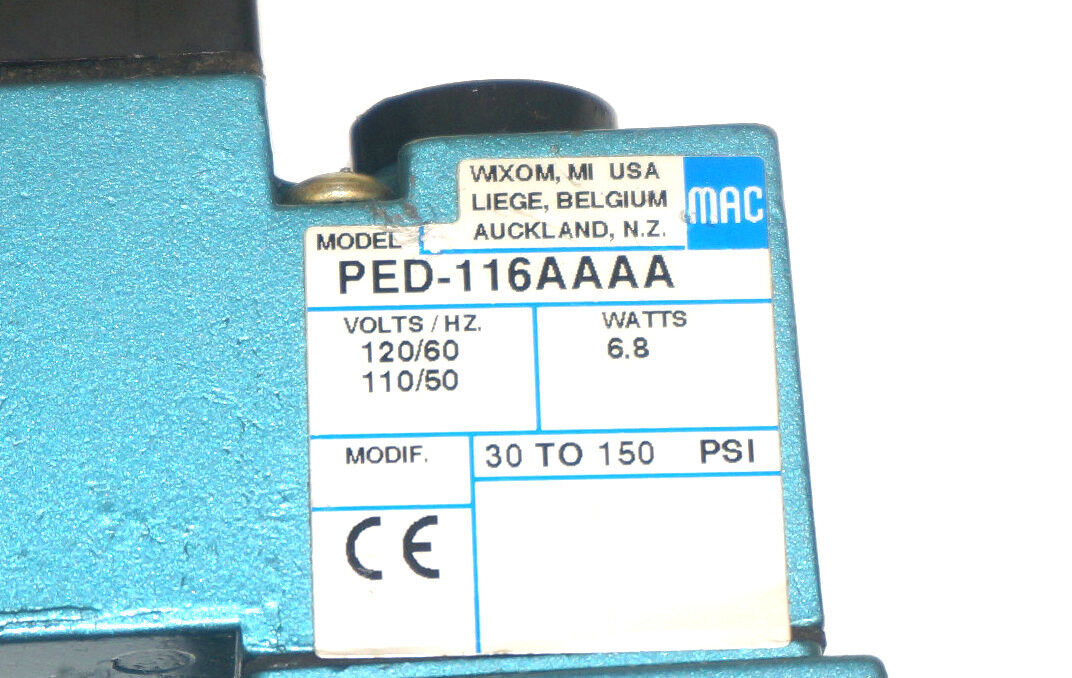 WIXOM, MI USA
LIEGE, BELGIUM
AUCKLAND, N.Z.
MAC
MODEL
PED-116AAAA
VOLTS / HZ.
120/60
110/50
WATTS
6.8
MODIF.
30 TO 150 PSI
CE